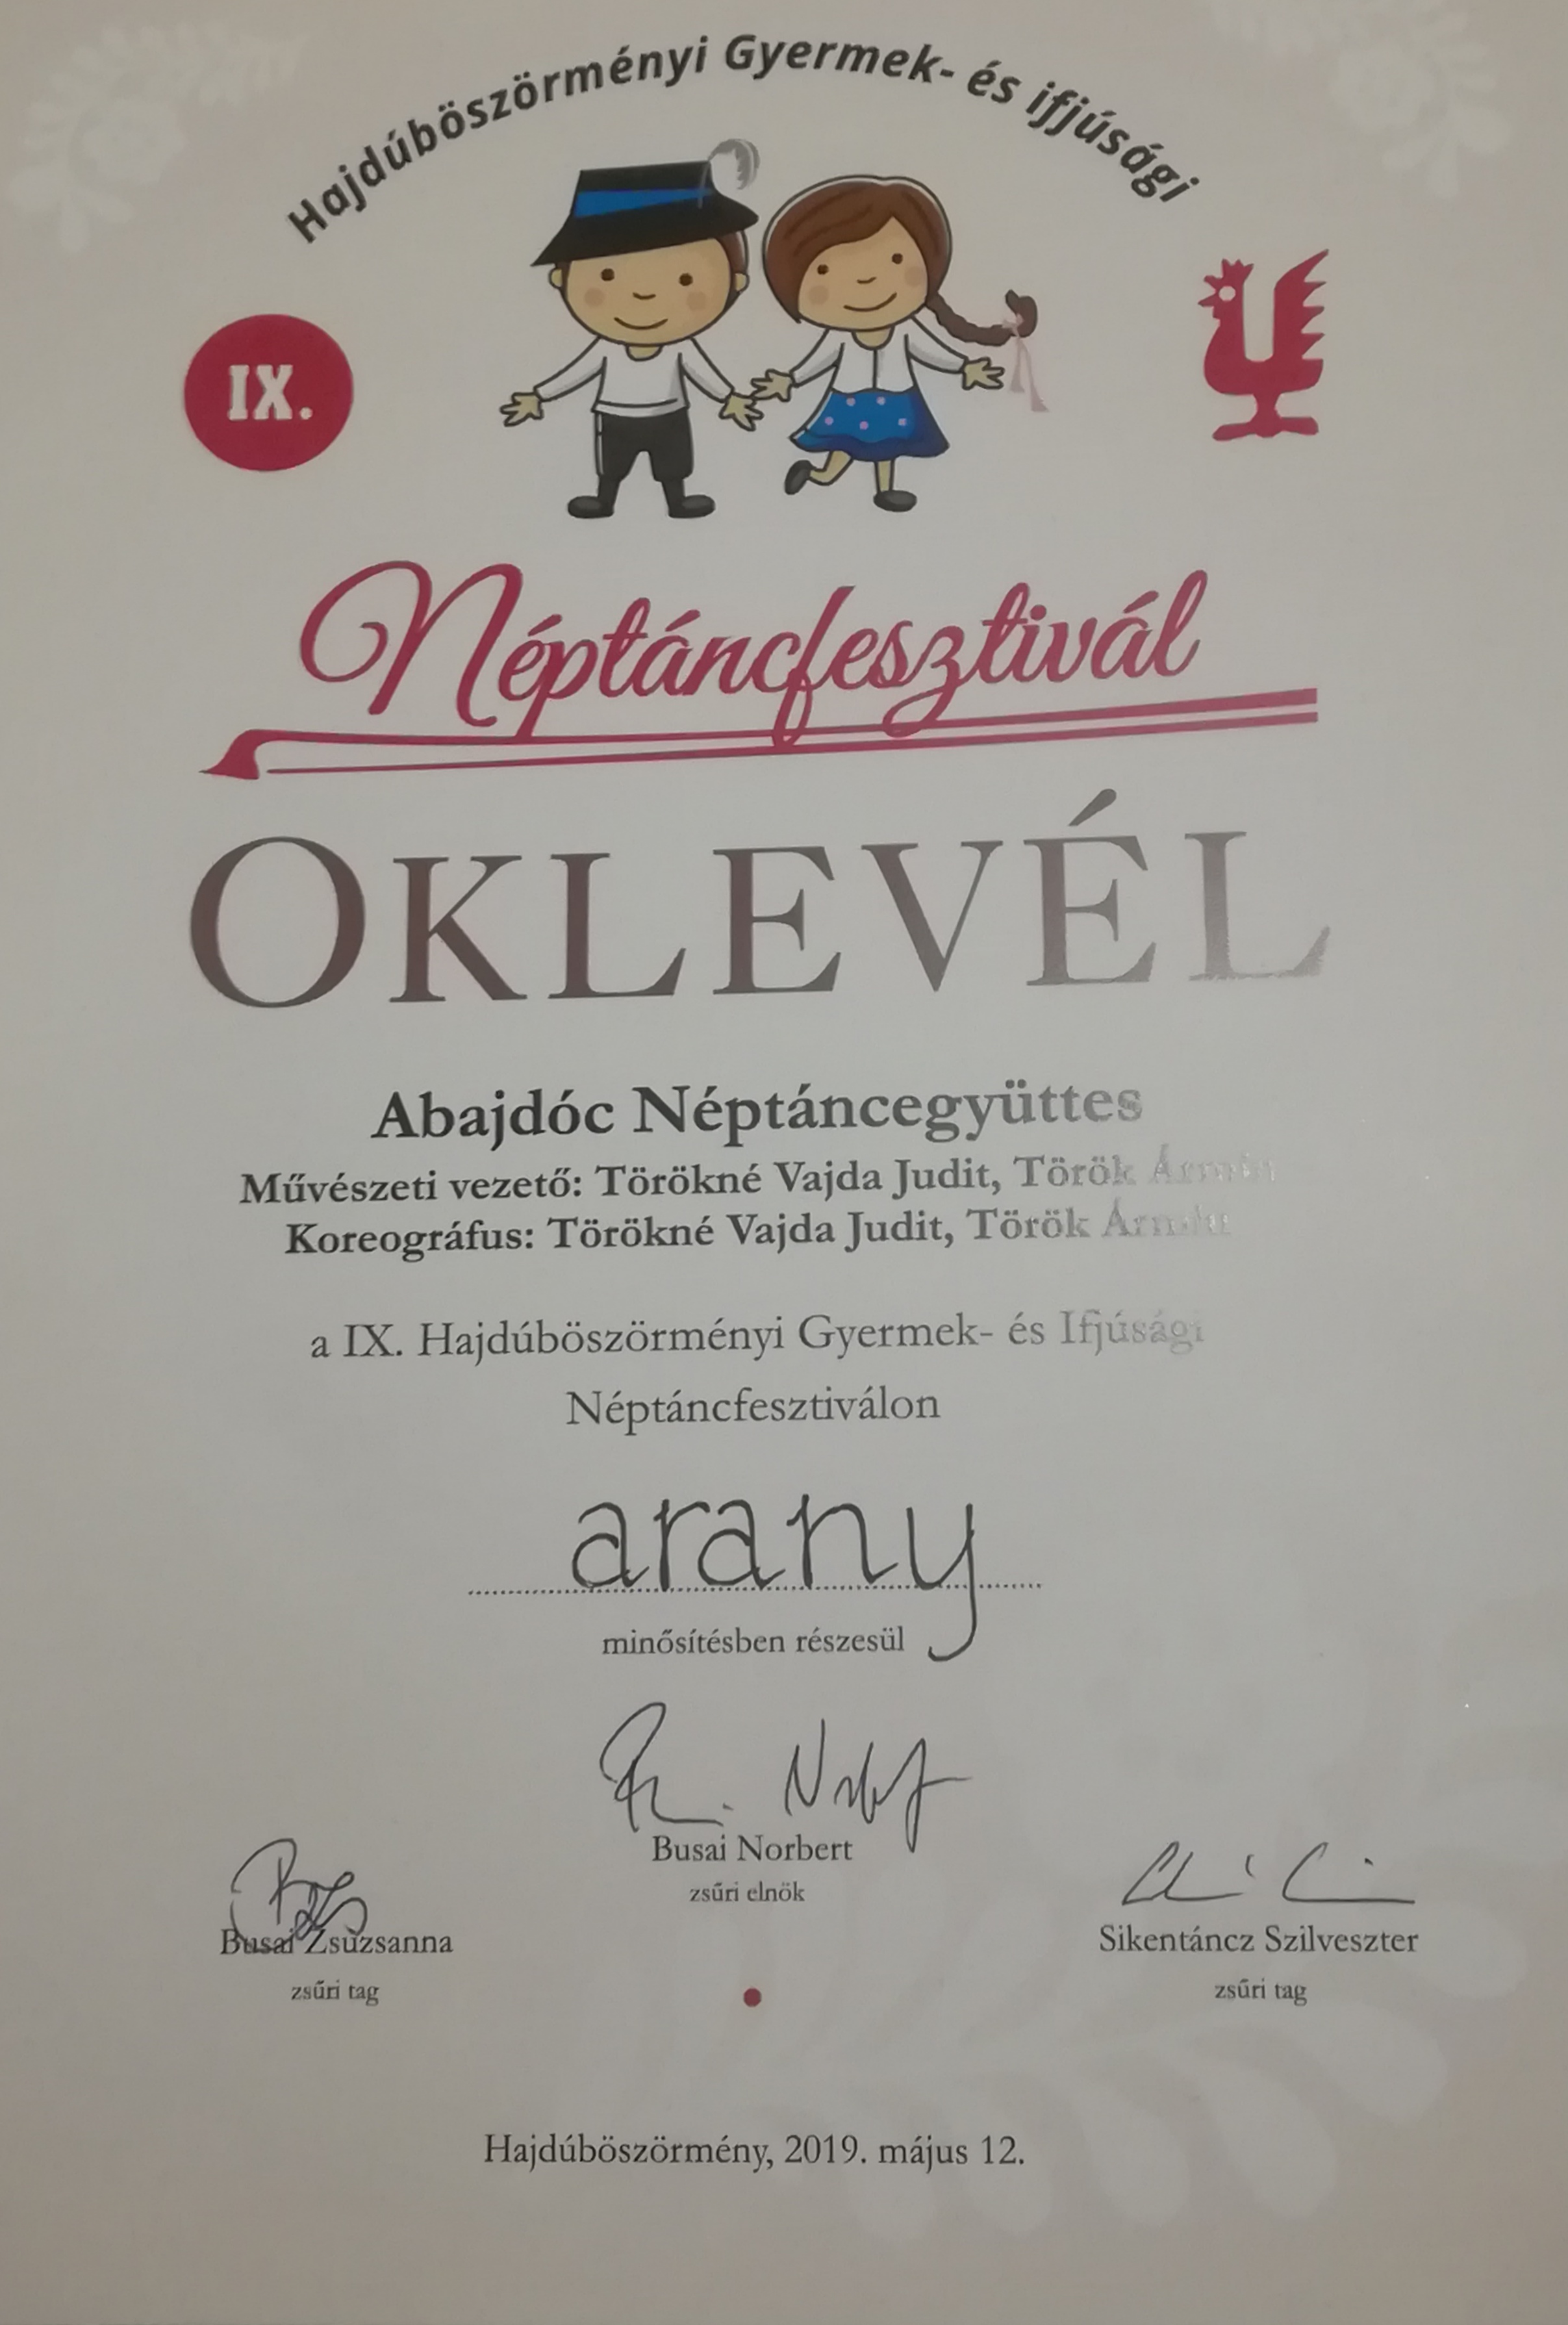 Hajdúböszörményi Gyermek- és ifjúsági
IX.
Néptáncfesztivál
OKLEVÉL
Abajdóc Néptáncegyüttes
Művészeti vezető: Törökné Vajda Judit, Török
Koreográfus: Törökné Vajda Judit, Török
a IX. Hajdúböszörményi Gyermek- és Ifjúsági
Néptáncfesztiválon
arany
minősítésben részesül
Busai Norbert
zsűri elnök
Busai Zsuzsanna
zsűri tag
Sikentáncz Szilveszter
zsűri tag
Hajdúböszörmény, 2019. május 12.